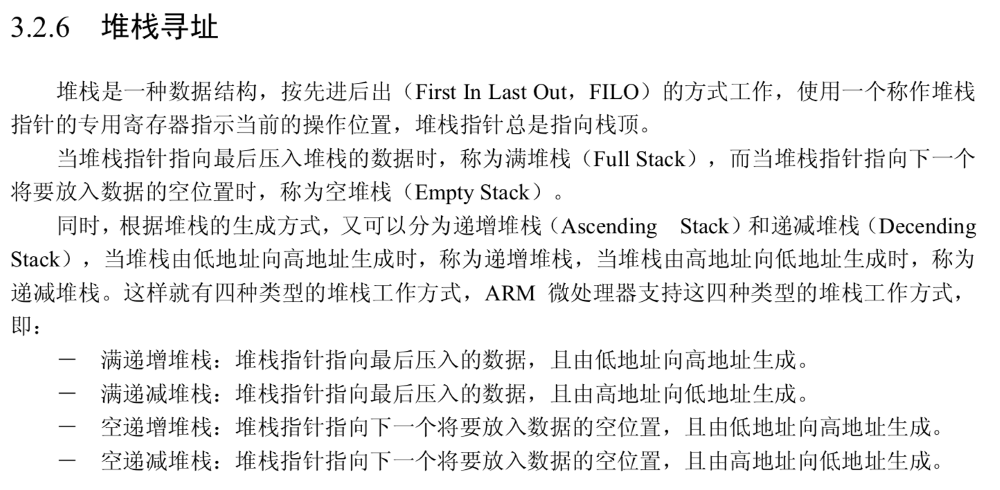 3.2.6 堆栈寻址
堆栈是一种数据结构，按先进后出（First In Last Out，FILO）的方式工作，使用一个称作堆栈
指针的专用寄存器指示当前的操作位置，堆栈指针总是指向栈顶。
当堆栈指针指向最后压入堆栈的数据时，称为满堆栈（Full Stack），而当堆栈指针指向下一个
将要放入数据的空位置时，称为空堆栈（Empty Stack）。
同时，根据堆栈的生成方式，又可以分为递增堆栈（Ascending Stack）和递减堆栈（Decending
Stack），当堆栈由低地址向高地址生成时，称为递增堆栈，当堆栈由高地址向低地址生成时，称为
递减堆栈。这样就有四种类型的堆栈工作方式，ARM 微处理器支持这四种类型的堆栈工作方式，
即：
－ 满递增堆栈：堆栈指针指向最后压入的数据，且由低地址向高地址生成。
－ 满递减堆栈：堆栈指针指向最后压入的数据，且由高地址向低地址生成。
－ 空递增堆栈：堆栈指针指向下一个将要放入数据的空位置，且由低地址向高地址生成。
－ 空递减堆栈：堆栈指针指向下一个将要放入数据的空位置，且由高地址向低地址生成。